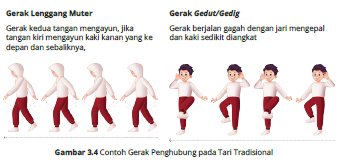 Gerak Lenggang Muter
Gerak kedua tangan mengayun, jika
tangan kiri mengayun kaki kanan yang ke
depan dan sebaliknya,
Gerak Gedut/Gedig
Gerak berjalan gagah dengan jari mengepal
dan kaki sedikit diangkat
Gambar 3.4 Contoh Gerak Penghubung pada Tari Tradisional